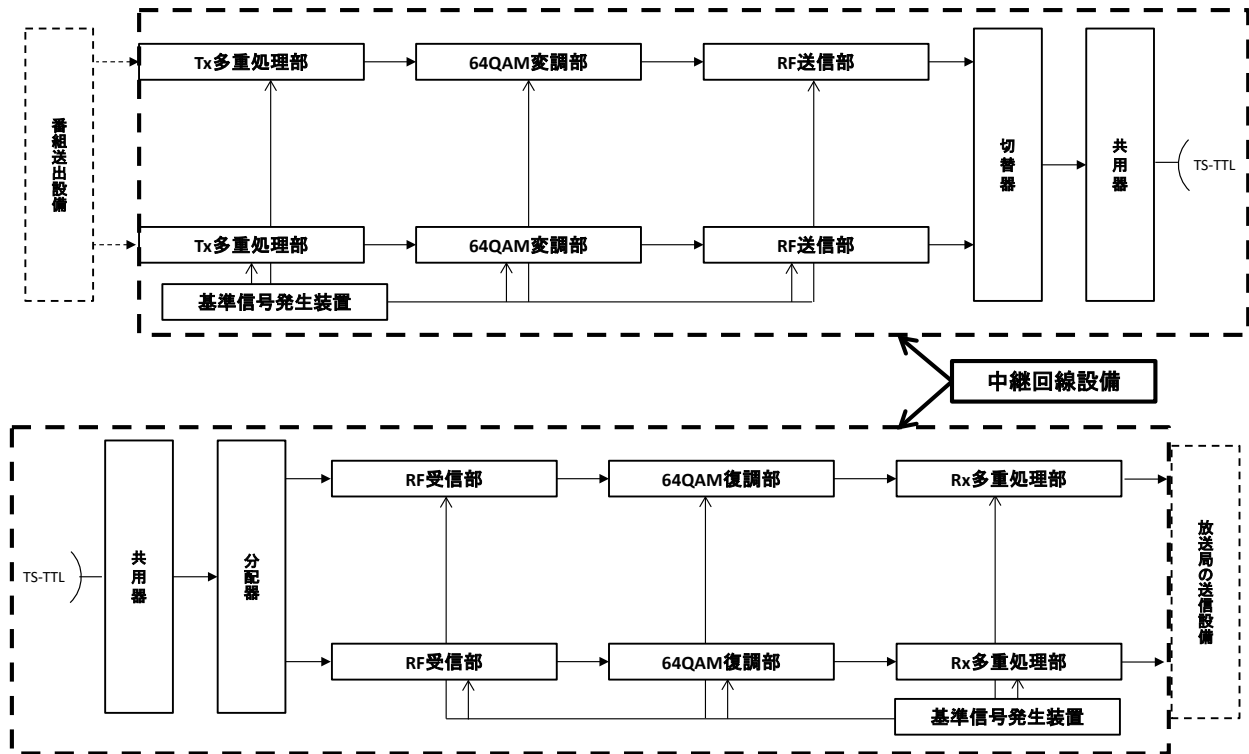 Tx多重処理部
64QAM変調部
RF送信部
番組送出設備
切替器
共用器
TS-TTL
Tx多重処理部
64QAM変調部
RF送信部
基準信号発生装置
中継回線設備
RF受信部
64QAM復調部
Rx多重処理部
TS-TTL
共用器
分配器
放送局の送信設備
RF受信部
64QAM復調部
Rx多重処理部
基準信号発生装置